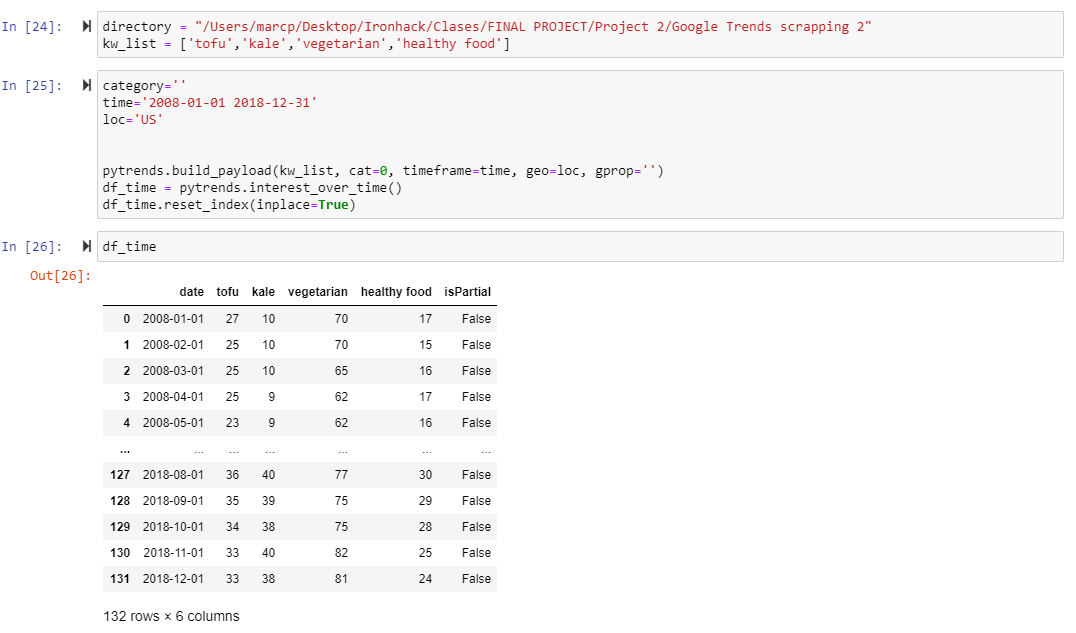 In [24]: directory = "/Users/marcp/Desktop/Ironhack/Clases/FINAL PROJECT/Project 2/Google Trends scrapping 2"
kw_list = ['tofu','kale','vegetarian','healthy food']
In [25]: category=''
time='2008-01-01 2018-12-31'
loc='US'
pytrends.build_payload(kw_list, cat=0, timeframe=time, geo=loc, gprop='')
df_time = pytrends.interest_over_time()
df_time.reset_index(inplace=True)
In [26]: df_time
Out[26]:
date tofu kale vegetarian healthy food isPartial
0 2008-01-01 27 10 70 17 False
1 2008-02-01 25 10 70 15 False
2 2008-03-01 25 10 65 16 False
3 2008-04-01 25 9 62 17 False
4 2008-05-01 23 9 62 16 False
... ... ... ... ... ... ...
127 2018-08-01 36 40 77 30 False
128 2018-09-01 35 39 75 29 False
129 2018-10-01 34 38 75 28 False
130 2018-11-01 33 40 82 25 False
131 2018-12-01 33 38 81 24 False
132 rows × 6 columns